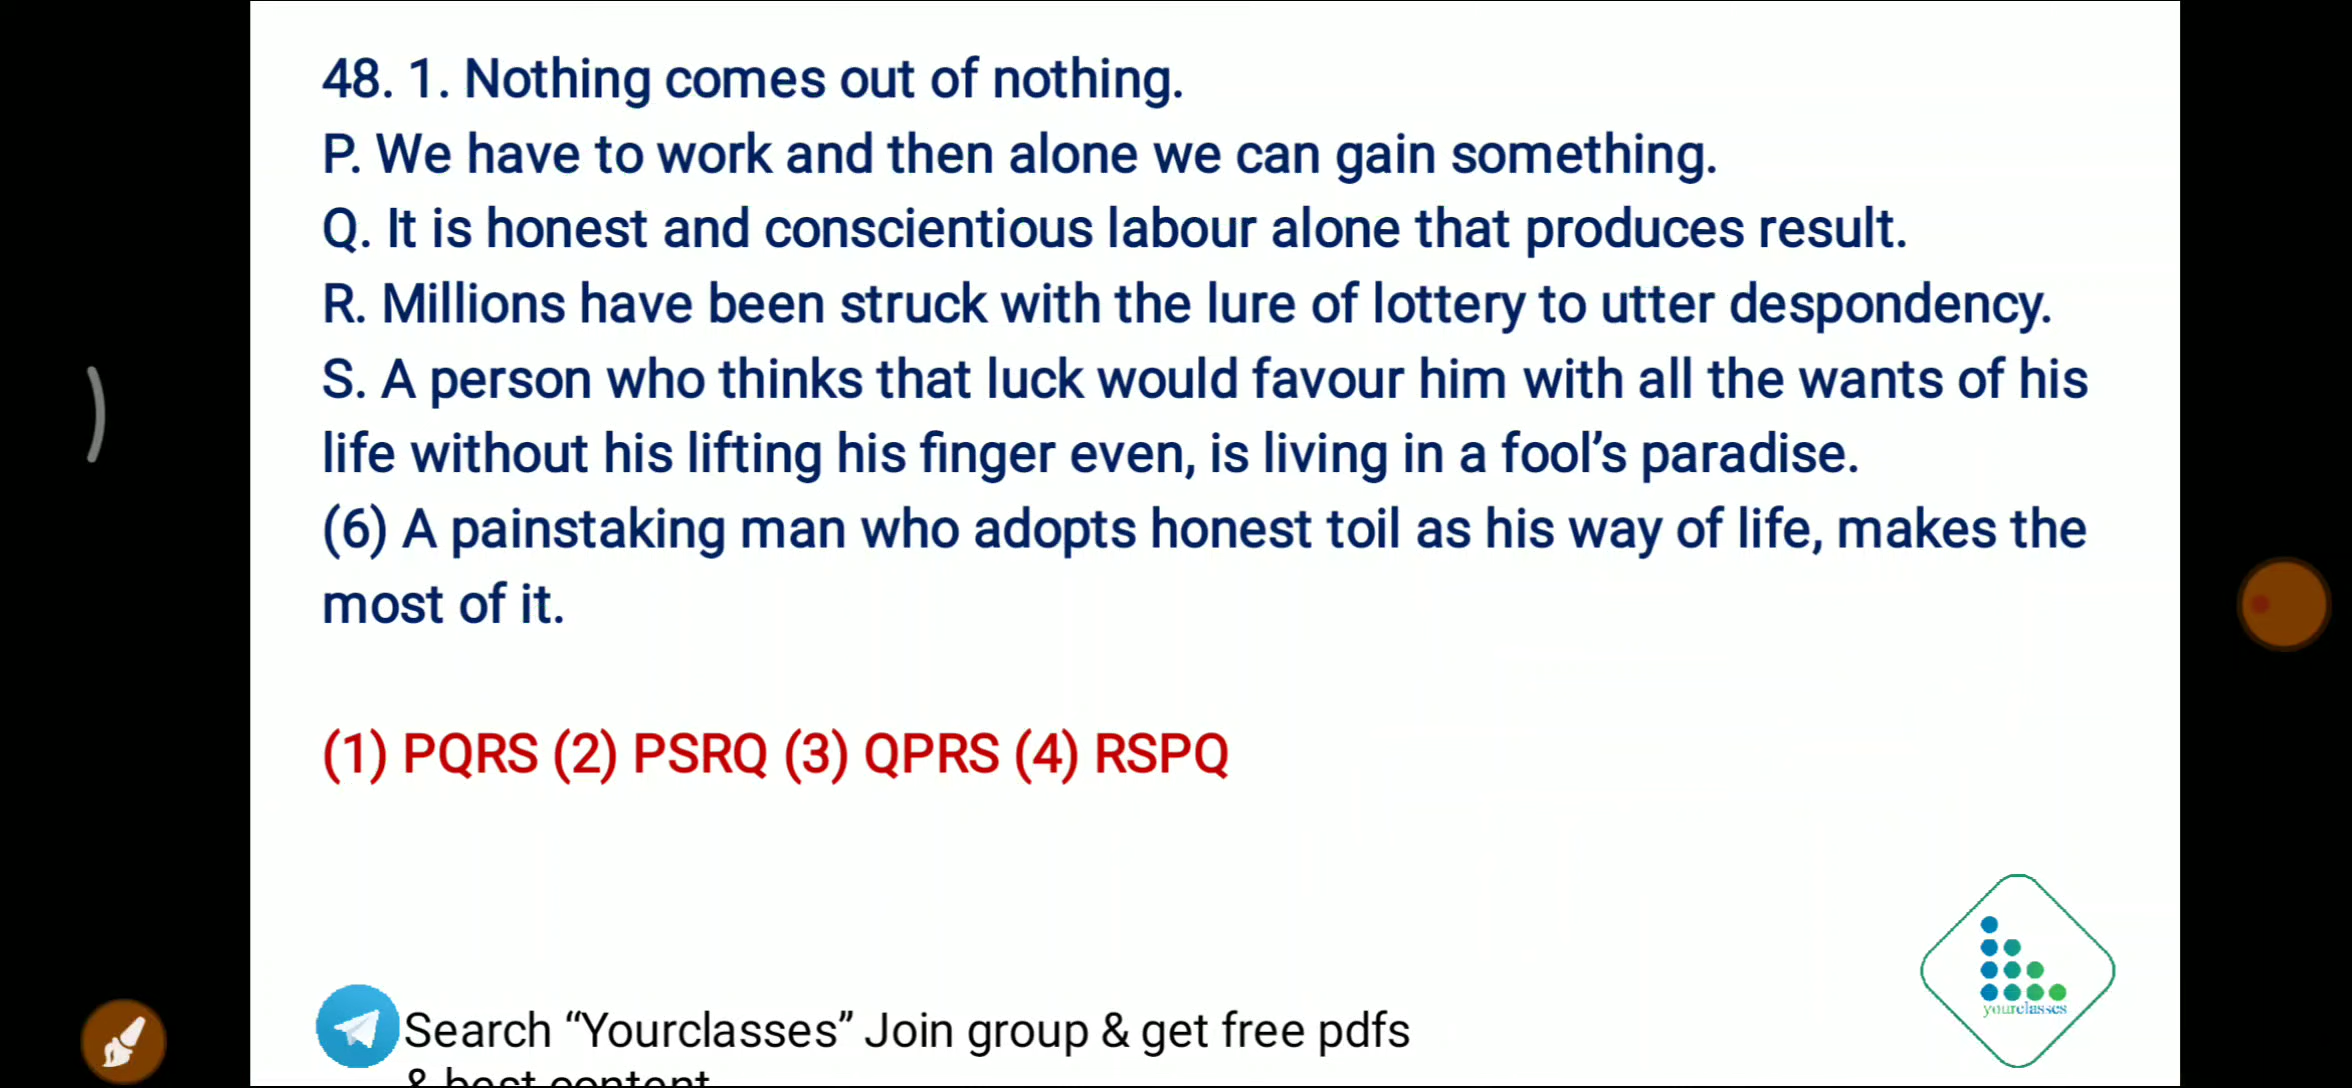 48. 1. Nothing comes out of nothing.
P. We have to work and then alone we can gain something.
Q. It is honest and conscientious labour alone that produces result.
R. Millions have been struck with the lure of lottery to utter despondency.
S. A person who thinks that luck would favour him with all the wants of his
life without his lifting his finger even, is living in a fool’s paradise.
(6) A painstaking man who adopts honest toil as his way of life, makes the
most of it.
(1) PQRS (2) PSRQ (3) QPRS (4) RSPQ
yourclasses
Search “Yourclasses” Join group & get free pdfs
& best content